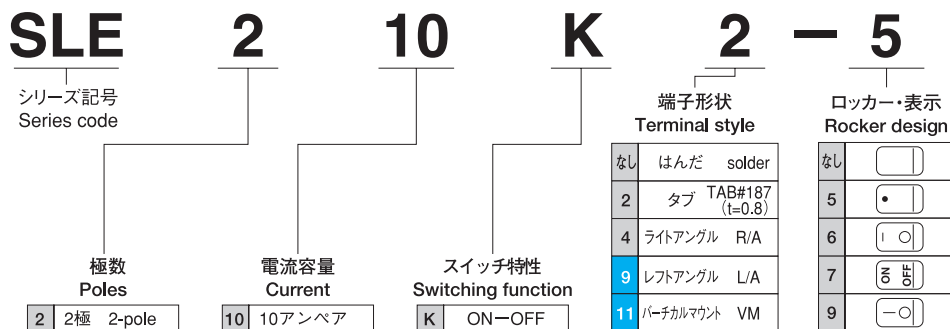 SLE 2 10 K 2 - 5
シリーズ記号
Series code
極数
Poles
2 2極 2-pole
電流容量
Current
10 10アンペア
スイッチ特性
Switching function
K ON－OFF
端子形状
Terminal style
なし はんだ solder
2 タブ TAB#187
(t=0.8)
4 ライトアングル R/A
9 レフトアングル L/A
11 バーチカルマウント VM
ロッカー・表示
Rocker design
なし
5
6 － ○
7 ON OFF
9 －○